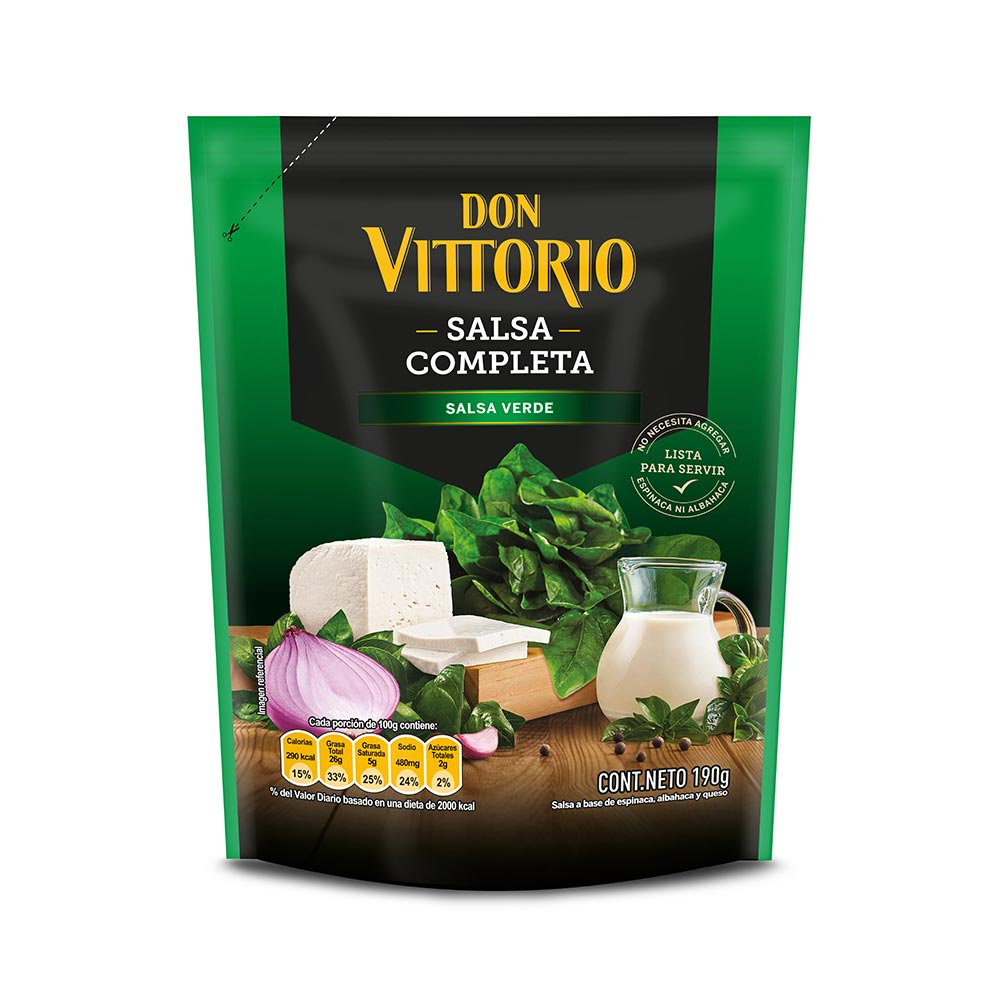 DON
VITTORIO
SALSA
COMPLETA
SALSA VERDE
NO NECESITA AGREGAR
LISTA
PARA SERVIR
ESPINACA NI ALBAHACA
Imagen referencial
Cada porción de 100g contiene:
Calorías 290 kcal 15%
Grasa Total 26g 33%
Grasa Saturada 5g 25%
Sodio 480mg 24%
Azúcares Totales 2g 2%
% del Valor Diario basado en una dieta de 2000 kcal
CONT.NETO 190g
Salsa a base de espinaca, albahaca y queso